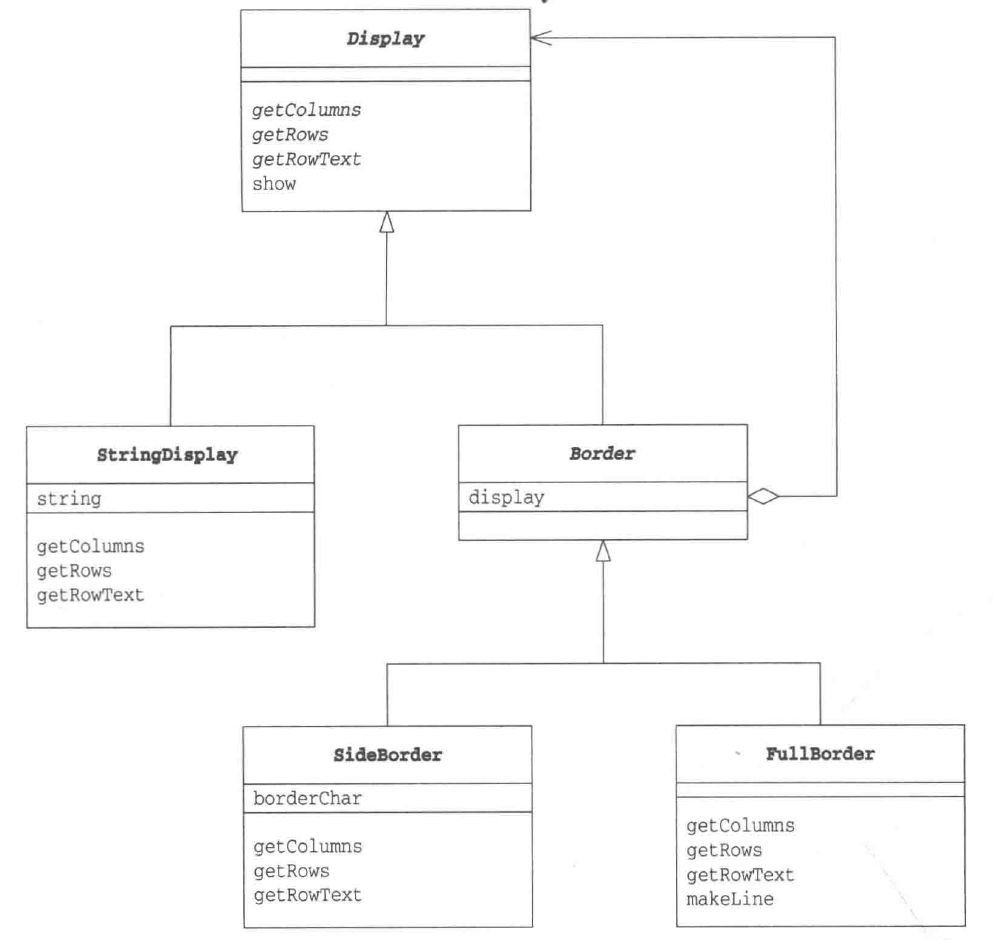 Display
getColumns
getRows
getRowText
show
StringDisplay
string
getColumns
getRows
getRowText
Border
display
SideBorder
borderChar
getColumns
getRows
getRowText
FullBorder
getColumns
getRows
getRowText
makeLine